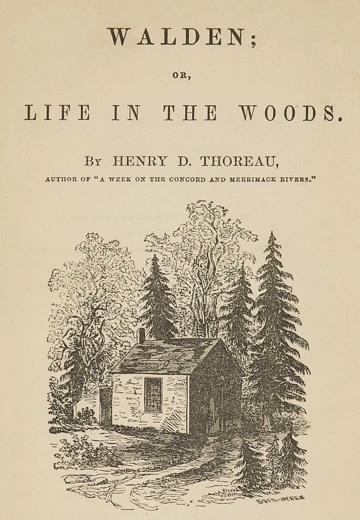 WALDEN;
OR,
LIFE IN THE WOODS.
BY HENRY D. THOREAU,
AUTHOR OF "A WEEK ON THE CONCORD AND MERRIMACK RIVERS."